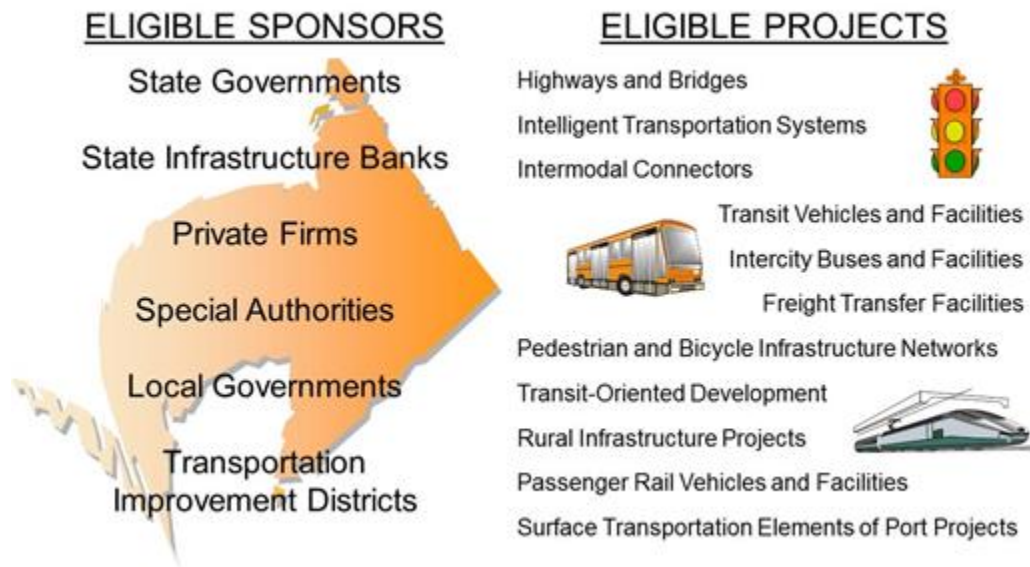 ELIGIBLE SPONSORS
State Governments
State Infrastructure Banks
Private Firms
Special Authorities
Local Governments
Transportation
Improvement Districts
ELIGIBLE PROJECTS
Highways and Bridges
Intelligent Transportation Systems
Intermodal Connectors
Transit Vehicles and Facilities
Intercity Buses and Facilities
Freight Transfer Facilities
Pedestrian and Bicycle Infrastructure Networks
Transit-Oriented Development
Rural Infrastructure Projects
Passenger Rail Vehicles and Facilities
Surface Transportation Elements of Port Projects